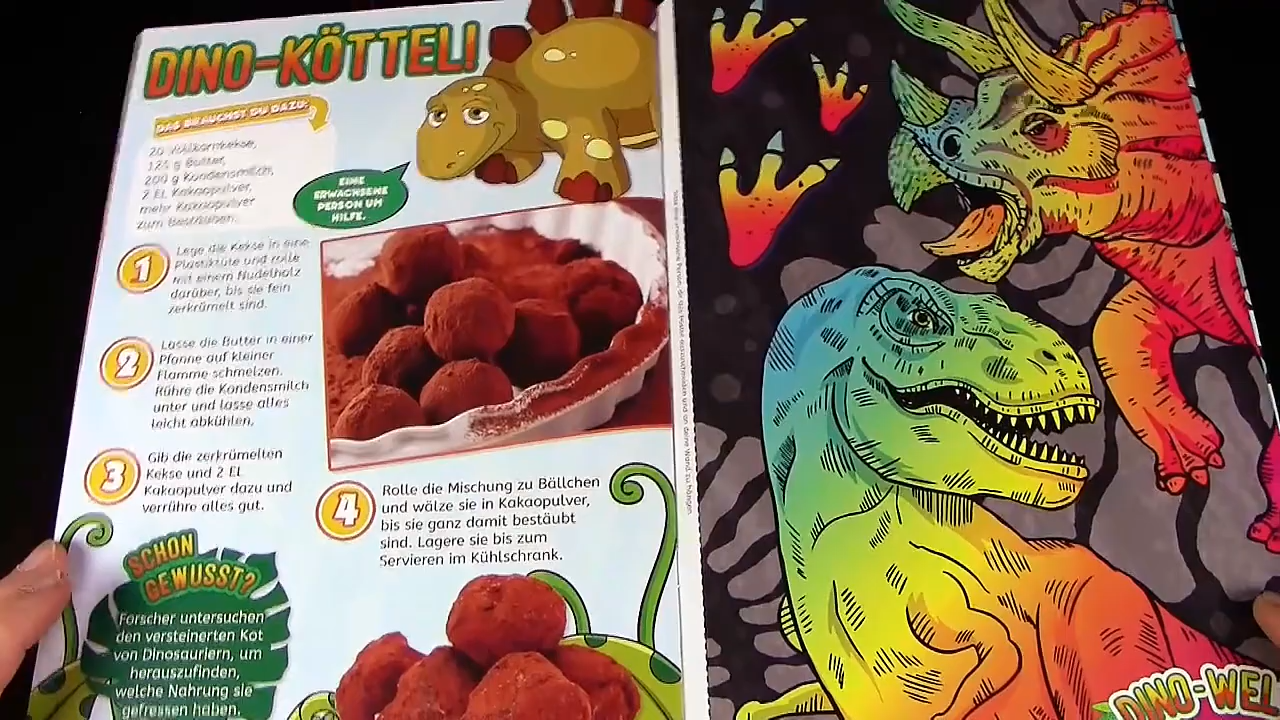 DINO-KÖTTEL!
DAS BRAUCHST DU DAZU:
20 Vollkornkekse,
125 g Butter,
200 g Kondensmilch,
2 EL Kakaopulver,
mehr Kakaopulver
zum Bestäuben.
EINE
ERWACHSENE
PERSON UM
HILFE.
1
Lege die Kekse in eine
Plastiktüte und rolle
mit einem Nudelholz
darüber, bis sie fein
zerkrümelt sind.
2
Lasse die Butter in einer
Pfanne auf kleiner
Flamme schmelzen.
Rühre die Kondensmilch
unter und lasse alles
leicht abkühlen.
3
Gib die zerkrümelten
Kekse und 2 EL
Kakaopulver dazu und
verrühre alles gut.
4
Rolle die Mischung zu Bällchen
und wälze sie in Kakaopulver,
bis sie ganz damit bestäubt
sind. Lagere sie bis zum
Servieren im Kühlschrank.
SCHON
GEWUSST?
Forscher untersuchen
den versteinerten Kot
von Dinosauriern, um
herauszufinden,
welche Nahrung sie
gefressen haben.
DINO-WEL